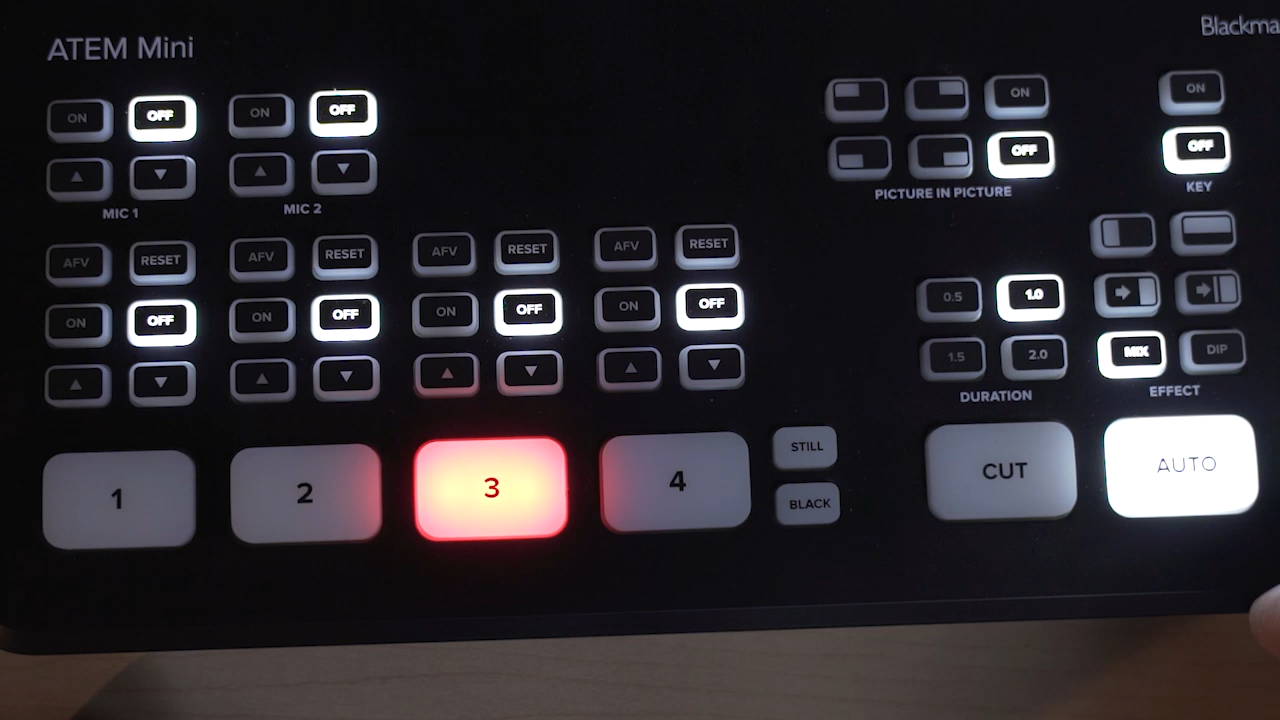 ATEM Mini
Blackma
ON OFF ON OFF
MIC 1 MIC 2
ON
OFF
PICTURE IN PICTURE
ON
OFF
KEY
AFV RESET AFV RESET AFV RESET AFV RESET
ON OFF ON OFF ON OFF ON OFF
0.5 1.0
1.5 2.0
DURATION
MIX DIP
EFFECT
1 2 3 4
STILL
BLACK
CUT AUTO